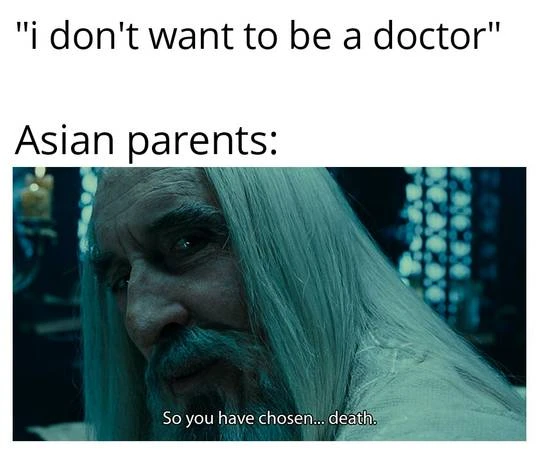 "i don't want to be a doctor"
Asian parents:
So you have chosen... death.